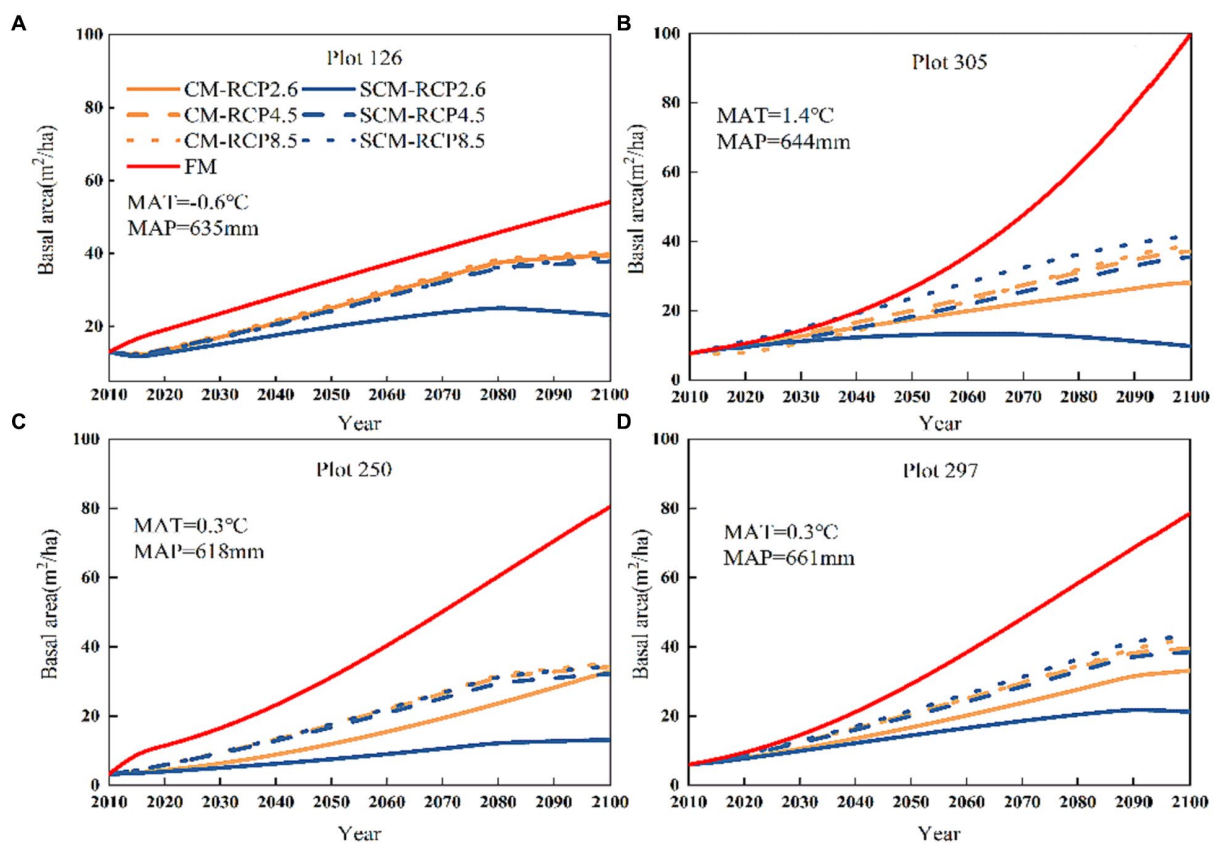 A
Plot 126
CM-RCP2.6 SCM-RCP2.6
CM-RCP4.5 SCM-RCP4.5
CM-RCP8.5 SCM-RCP8.5
FM
MAT=-0.6°C
MAP=635mm
100
80
60
40
20
Basal area(m²/ha)
2010 2020 2030 2040 2050 2060 2070 2080 2090 2100
Year
B
Plot 305
MAT=1.4°C
MAP=644mm
100
80
60
40
20
0
Basal area(m²/ha)
2010 2020 2030 2040 2050 2060 2070 2080 2090 2100
Year
C
Plot 250
MAT=0.3°C
MAP=618mm
100
80
60
40
20
0
Basal area(m²/ha)
2010 2020 2030 2040 2050 2060 2070 2080 2090 2100
Year
D
Plot 297
MAT=0.3°C
MAP=661mm
100
80
60
40
20
0
Basal area(m²/ha)
2010 2020 2030 2040 2050 2060 2070 2080 2090 2100
Year